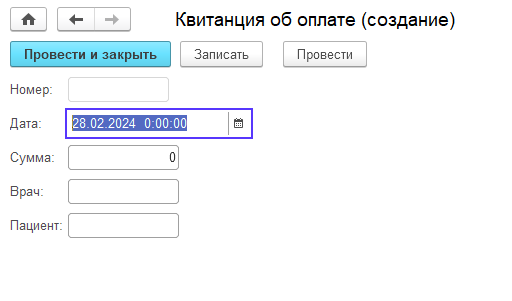 Квитанция об оплате (создание)
Провести и закрыть Записать Провести
Номер:
Дата: 28.02.2024 0:00:00
Сумма: 0
Врач:
Пациент: